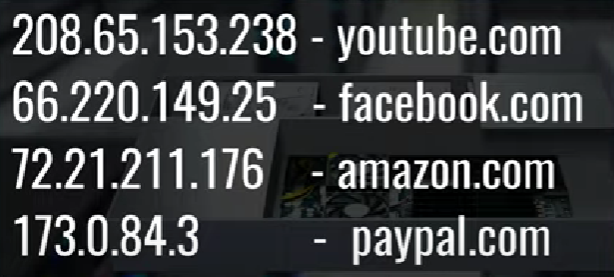 208.65.153.238 - youtube.com
66.220.149.25 - facebook.com
72.21.211.176 - amazon.com
173.0.84.3 - paypal.com